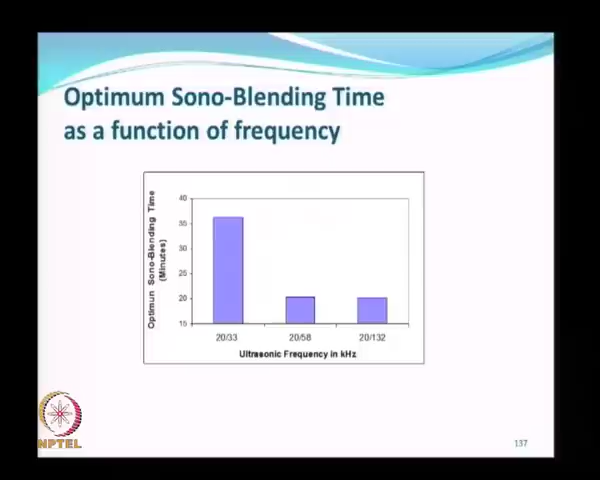 Optimum Sono-Blending Time
as a function of frequency
Optimun Sono-Blending Time
(Minutes)
40
35
30
25
20
15
20/33 20/58 20/132
Ultrasonic Frequency in kHz
NPTEL
137